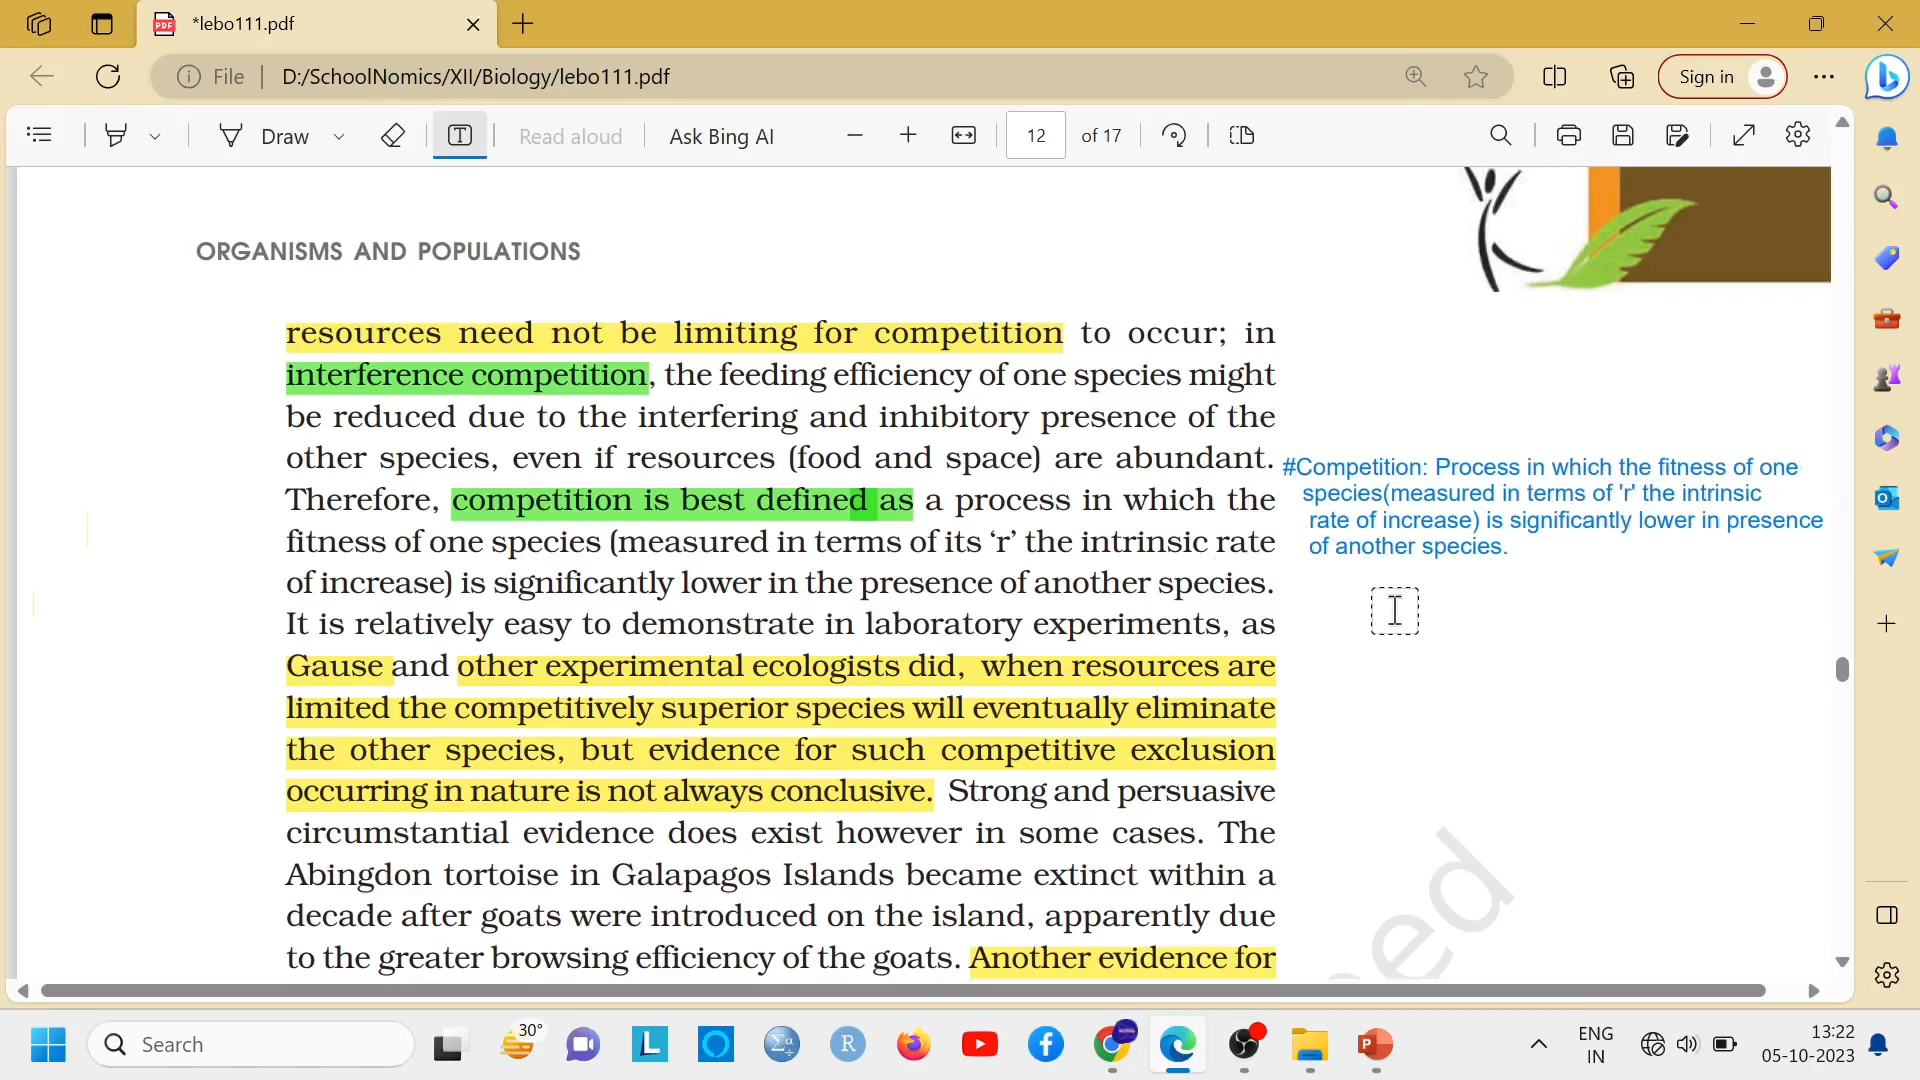 *lebo111.pdf
File
D:/SchoolNomics/XII/Biology/lebo111.pdf
Sign in
Draw
Read aloud
Ask Bing AI
12
of 17
ORGANISMS AND POPULATIONS
resources need not be limiting for competition to occur; in
interference competition, the feeding efficiency of one species might
be reduced due to the interfering and inhibitory presence of the
other species, even if resources (food and space) are abundant.
Therefore, competition is best defined as a process in which the
fitness of one species (measured in terms of its ‘r’ the intrinsic rate
of increase) is significantly lower in the presence of another species.
It is relatively easy to demonstrate in laboratory experiments, as
Gause and other experimental ecologists did, when resources are
limited the competitively superior species will eventually eliminate
the other species, but evidence for such competitive exclusion
occurring in nature is not always conclusive. Strong and persuasive
circumstantial evidence does exist however in some cases. The
Abingdon tortoise in Galapagos Islands became extinct within a
decade after goats were introduced on the island, apparently due
to the greater browsing efficiency of the goats. Another evidence for
#Competition: Process in which the fitness of one
species(measured in terms of 'r' the intrinsic
rate of increase) is significantly lower in presence
of another species.
sed
Search
30°
ENG
IN
13:22
05-10-2023